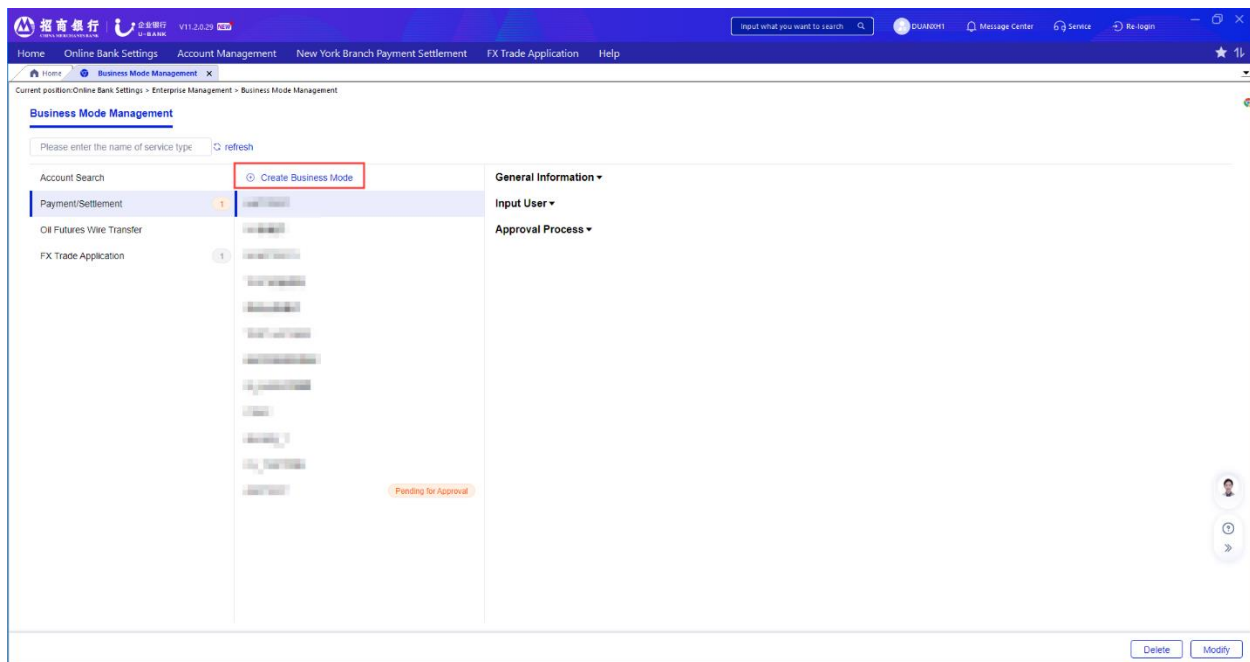 招商银行 企业银行 V11.2.0.29 NEW Input what you want to search DUANXH1 Message Center Service Re-login
CHINA MERCHANTS BANK U-BANK
Home Online Bank Settings Account Management New York Branch Payment Settlement FX Trade Application Help
Home Business Mode Management X
Current position:Online Bank Settings > Enterprise Management > Business Mode Management
Business Mode Management
Please enter the name of service type refresh
Account Search Create Business Mode General Information
Payment/Settlement 1 Input User
Oil Futures Wire Transfer Approval Process
FX Trade Application 1
Pending for Approval
Delete Modify